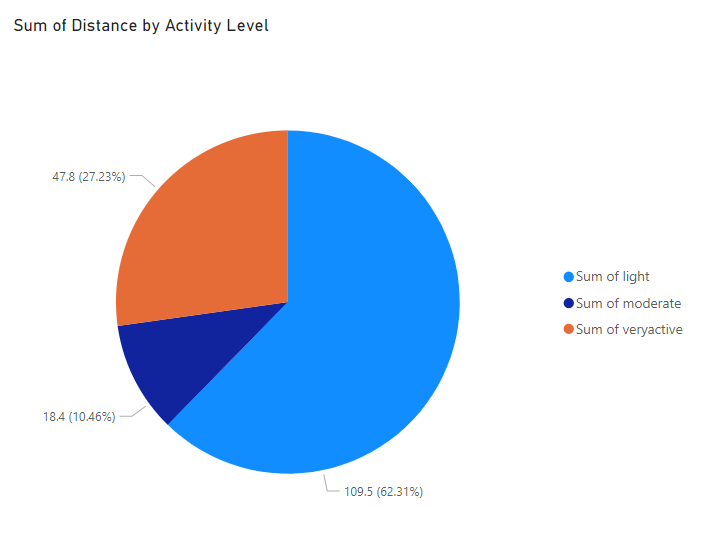 Sum of Distance by Activity Level
47.8 (27.23%)
Sum of light
Sum of moderate
Sum of veryactive
18.4 (10.46%)
109.5 (62.31%)